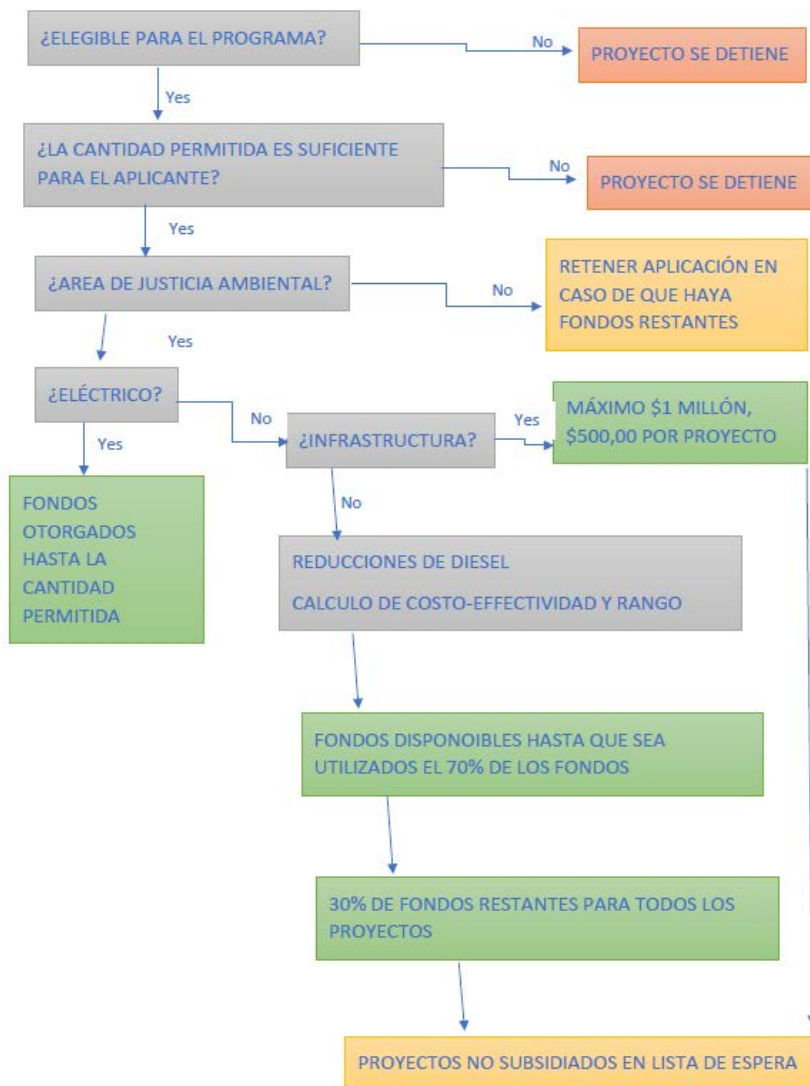 ¿ELEGIBLE PARA EL PROGRAMA?
No
PROYECTO SE DETIENE
Yes
¿LA CANTIDAD PERMITIDA ES SUFICIENTE
PARA EL APLICANTE?
No
PROYECTO SE DETIENE
Yes
¿AREA DE JUSTICIA AMBIENTAL?
No
RETENER APLICACIÓN EN
CASO DE QUE HAYA
FONDOS RESTANTES
Yes
¿ELÉCTRICO?
No
¿INFRASTRUCTURA?
Yes
MÁXIMO $1 MILLÓN,
$500,00 POR PROYECTO
Yes
FONDOS
OTORGADOS
HASTA LA
CANTIDAD
PERMITIDA
No
REDUCCIONES DE DIESEL
CALCULO DE COSTO-EFFECTIVIDAD Y RANGO
FONDOS DISPONOIBLES HASTA QUE SEA
UTILIZADOS EL 70% DE LOS FONDOS
30% DE FONDOS RESTANTES PARA TODOS LOS
PROYECTOS
PROYECTOS NO SUBSIDIADOS EN LISTA DE ESPERA